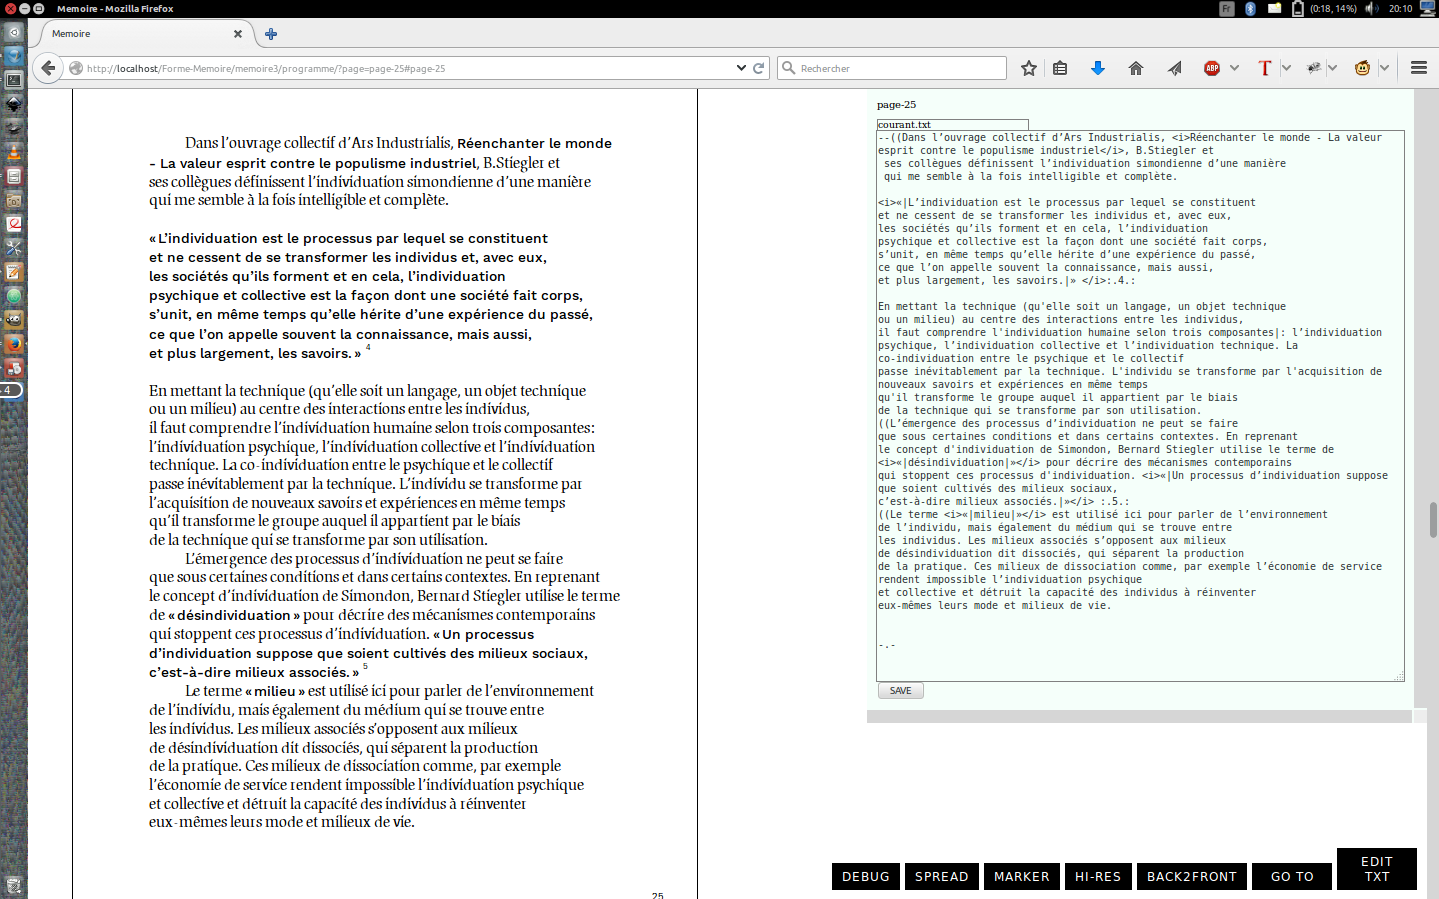 Memoire - Mozilla Firefox
Fr
(0:18, 14%)
20:10
Memoire
http://localhost/Forme-Memoire/memoire3/programme/?page=page-25#page-25
Rechercher
ABP
T
4
Dans l’ouvrage collectif d’Ars Industrialis, Réenchanter le monde
- La valeur esprit contre le populisme industriel, B.Stiegler et
ses collègues définissent l’individuation simondienne d’une manière
qui me semble à la fois intelligible et complète.
« L’individuation est le processus par lequel se constituent
et ne cessent de se transformer les individus et, avec eux,
les sociétés qu’ils forment et en cela, l’individuation
psychique et collective est la façon dont une société fait corps,
s’unit, en même temps qu’elle hérite d’une expérience du passé,
ce que l’on appelle souvent la connaissance, mais aussi,
et plus largement, les savoirs. » 4
En mettant la technique (qu’elle soit un langage, un objet technique
ou un milieu) au centre des interactions entre les individus,
il faut comprendre l’individuation humaine selon trois composantes :
l’individuation psychique, l’individuation collective et l’individuation
technique. La co-individuation entre le psychique et le collectif
passe inévitablement par la technique. L’individu se transforme par
l’acquisition de nouveaux savoirs et expériences en même temps
qu’il transforme le groupe auquel il appartient par le biais
de la technique qui se transforme par son utilisation.
L’émergence des processus d’individuation ne peut se faire
que sous certaines conditions et dans certains contextes. En reprenant
le concept d’individuation de Simondon, Bernard Stiegler utilise le terme
de « désindividuation » pour décrire des mécanismes contemporains
qui stoppent ces processus d’individuation. « Un processus
d’individuation suppose que soient cultivés des milieux sociaux,
c’est-à-dire milieux associés. » 5
Le terme « milieu » est utilisé ici pour parler de l’environnement
de l’individu, mais également du médium qui se trouve entre
les individus. Les milieux associés s’opposent aux milieux
de désindividuation dit dissociés, qui séparent la production
de la pratique. Ces milieux de dissociation comme, par exemple
l’économie de service rendent impossible l’individuation psychique
et collective et détruit la capacité des individus à réinventer
eux-mêmes leurs mode et milieux de vie.
25
page-25
courant.txt
--((Dans l’ouvrage collectif d’Ars Industrialis, <i>Réenchanter le monde - La valeur
esprit contre le populisme industriel</i>, B.Stiegler et
ses collègues définissent l’individuation simondienne d’une manière
qui me semble à la fois intelligible et complète.
<i>«|L’individuation est le processus par lequel se constituent
et ne cessent de se transformer les individus et, avec eux,
les sociétés qu’ils forment et en cela, l’individuation
psychique et collective est la façon dont une société fait corps,
s’unit, en même temps qu’elle hérite d’une expérience du passé,
ce que l’on appelle souvent la connaissance, mais aussi,
et plus largement, les savoirs.|» </i>:.4.:
En mettant la technique (qu'elle soit un langage, un objet technique
ou un milieu) au centre des interactions entre les individus,
il faut comprendre l'individuation humaine selon trois composantes|: l’individuation
psychique, l’individuation collective et l’individuation technique. La
co-individuation entre le psychique et le collectif
passe inévitablement par la technique. L'individu se transforme par l'acquisition de
nouveaux savoirs et expériences en même temps
qu'il transforme le groupe auquel il appartient par le biais
de la technique qui se transforme par son utilisation.
((L’émergence des processus d’individuation ne peut se faire
que sous certaines conditions et dans certains contextes. En reprenant
le concept d'individuation de Simondon, Bernard Stiegler utilise le terme de
<i>«|désindividuation|»</i> pour décrire des mécanismes contemporains
qui stoppent ces processus d'individuation. <i>«|Un processus d’individuation suppose
que soient cultivés des milieux sociaux,
c’est-à-dire milieux associés.|»</i> :.5.:
((Le terme <i>«|milieu|»</i> est utilisé ici pour parler de l’environnement
de l’individu, mais également du médium qui se trouve entre
les individus. Les milieux associés s’opposent aux milieux
de désindividuation dit dissociés, qui séparent la production
de la pratique. Ces milieux de dissociation comme, par exemple l’économie de service
rendent impossible l’individuation psychique
et collective et détruit la capacité des individus à réinventer
eux-mêmes leurs mode et milieux de vie.
-.-
SAVE
DEBUG
SPREAD
MARKER
HI-RES
BACK2FRONT
GO TO
EDIT
TXT